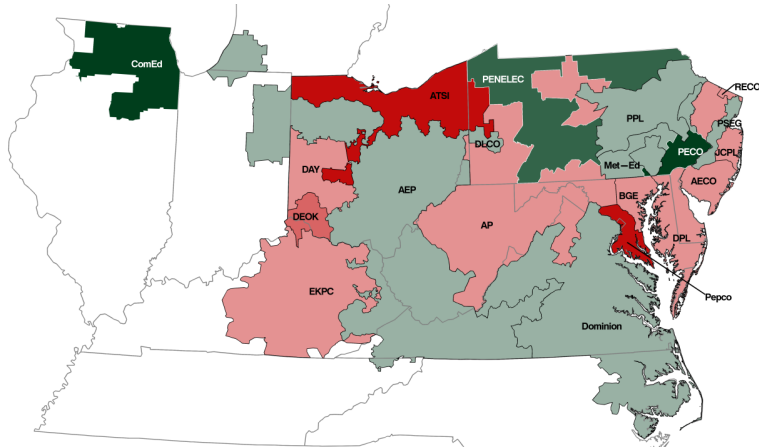 ComEd
ATSI
PENELEC
RECO
PPL
PSEG
DLCO
PECO
JCPL
Met–Ed
DAY
AEP
AECO
BGE
DEOK
AP
DPL
EKPC
Pepco
Dominion